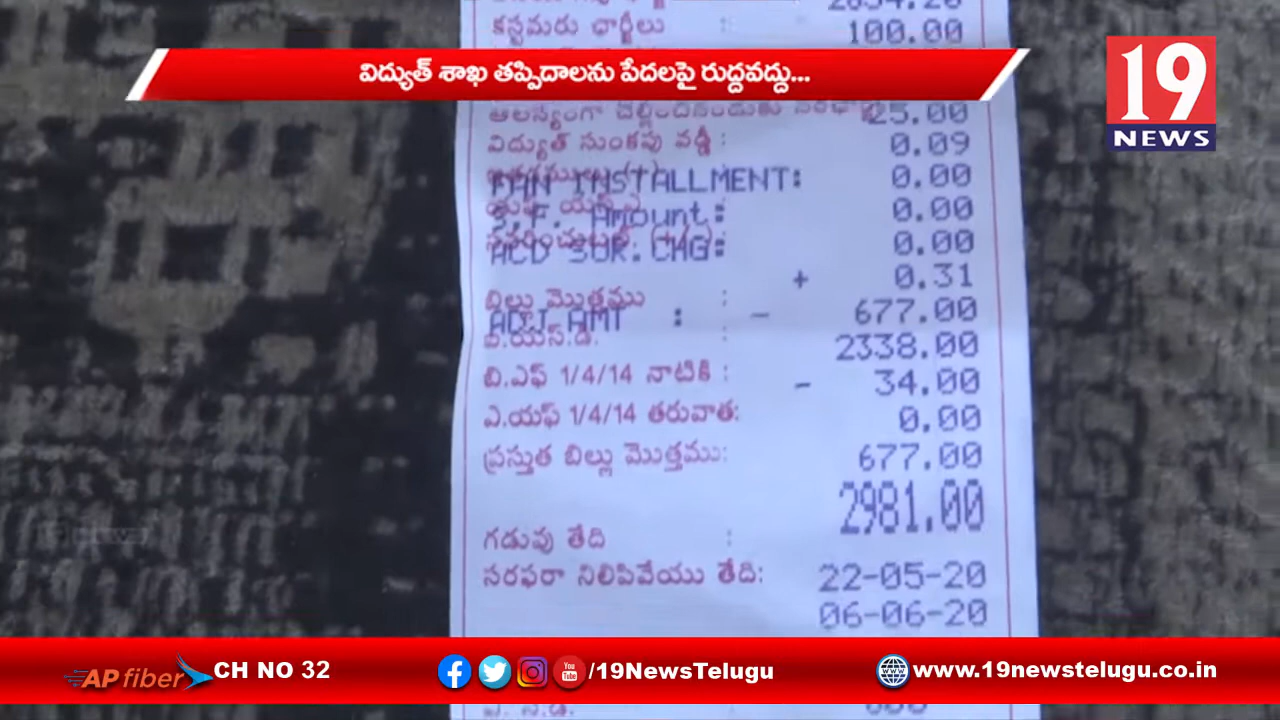 కస్టమరు ఛార్జీలు : 100.00
విద్యుత్ శాఖ తప్పిదాలను పేదలపై రుద్దవద్దు...
19
NEWS
ఆలస్యంగా చెల్లించినందుకు 25.00
విద్యుత్ సుంకపు వడ్డీ : 0.09
INSTALLMENT: 0.00
S.F. Amount: 0.00
ACD SUR.CHG: 0.00
+ 0.31
బిల్లు మొత్తము :
ADJ AMT : - 677.00
2338.00
బి.ఎఫ్ 1/4/14 నాటికి : - 34.00
ఎ.యఫ్ 1/4/14 తరువాత: 0.00
ప్రస్తుత బిల్లు మొత్తము: 677.00
2981.00
గడువు తేది :
సరఫరా నిలిపివేయు తేది: 22-05-20
06-06-20
APfiber CH NO 32
/19NewsTelugu
www.19newstelugu.co.in